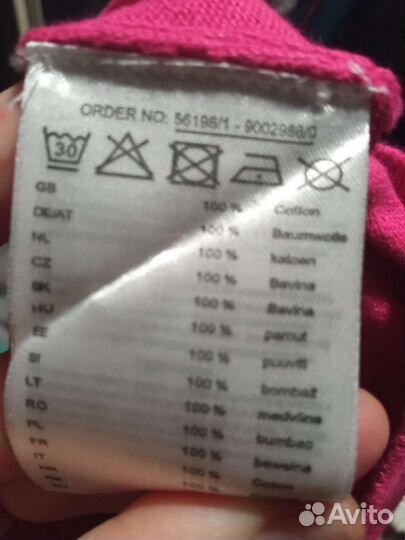 ORDER NO: 56198/1 - 9002988/0
30
GB 100 % Cotton
DE/AT 100 % Baumwolle
NL 100 % katoen
CZ 100 % Bavlna
SK 100 % Bavlna
HU 100 % pamut
EE 100 % puuvill
SI 100 % bombaž
LT 100 % medvilnė
RO 100 % bumbac
PL 100 % bawełna
FR 100 % Coton
IT
HR
Avito